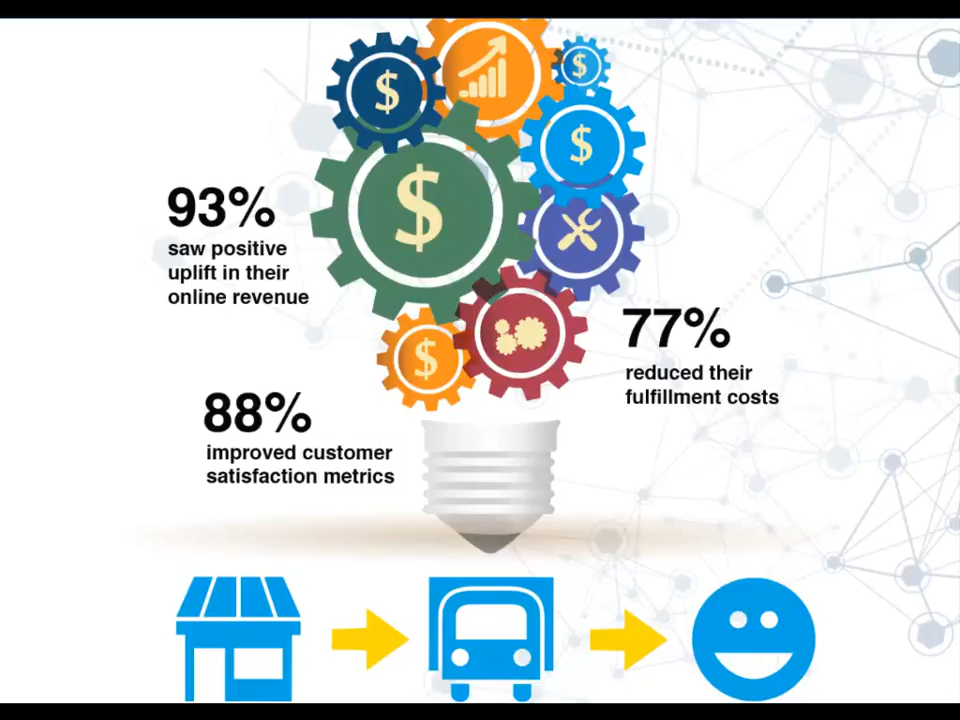 $
$
$
$
93%
saw positive
uplift in their
online revenue
77%
reduced their
fulfillment costs
$
88%
improved customer
satisfaction metrics